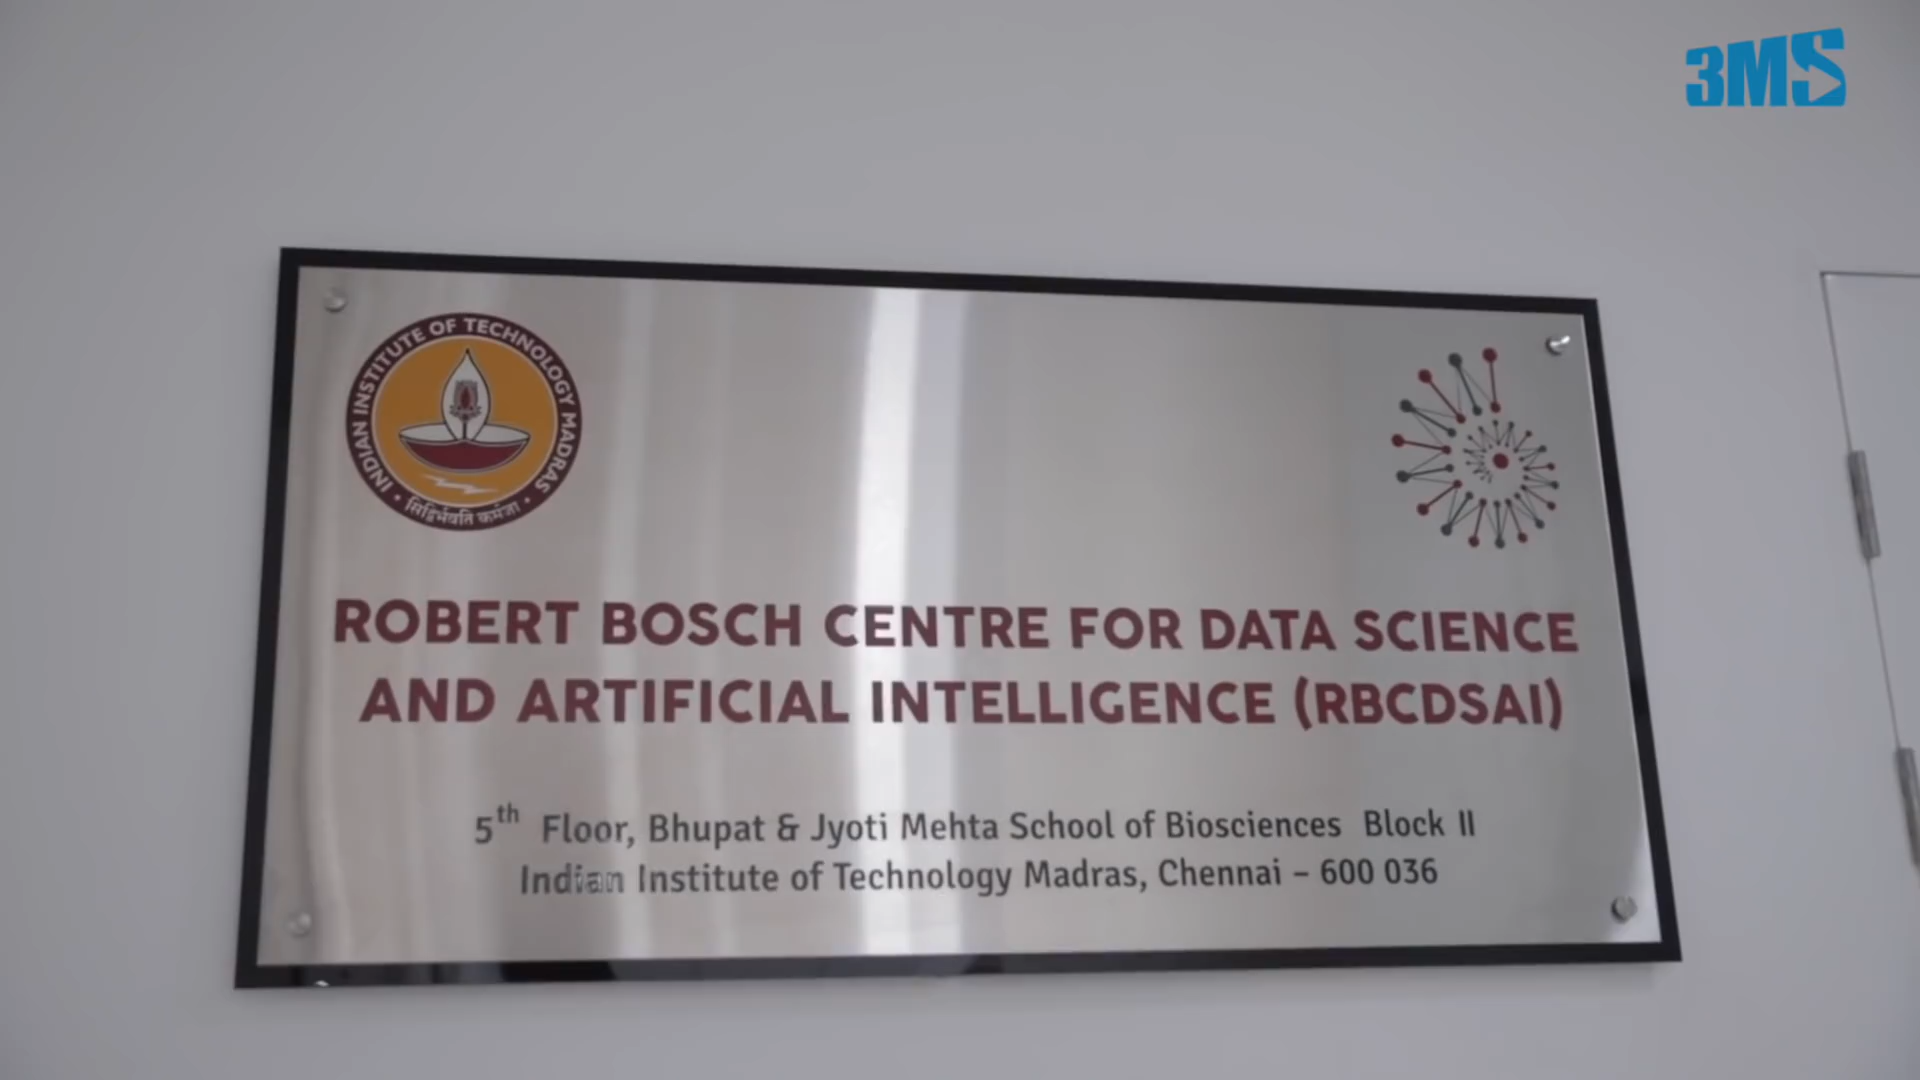 3MS
INDIAN INSTITUTE OF TECHNOLOGY MADRAS
सिद्धिर्भवति कर्मजा
ROBERT BOSCH CENTRE FOR DATA SCIENCE
AND ARTIFICIAL INTELLIGENCE (RBCDSAI)
5th Floor, Bhupat & Jyoti Mehta School of Biosciences Block II
Indian Institute of Technology Madras, Chennai – 600 036